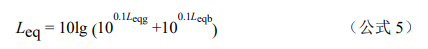 Leq = 10lg (10^0.1Leqg +10^0.1Leqb) （公式 5）